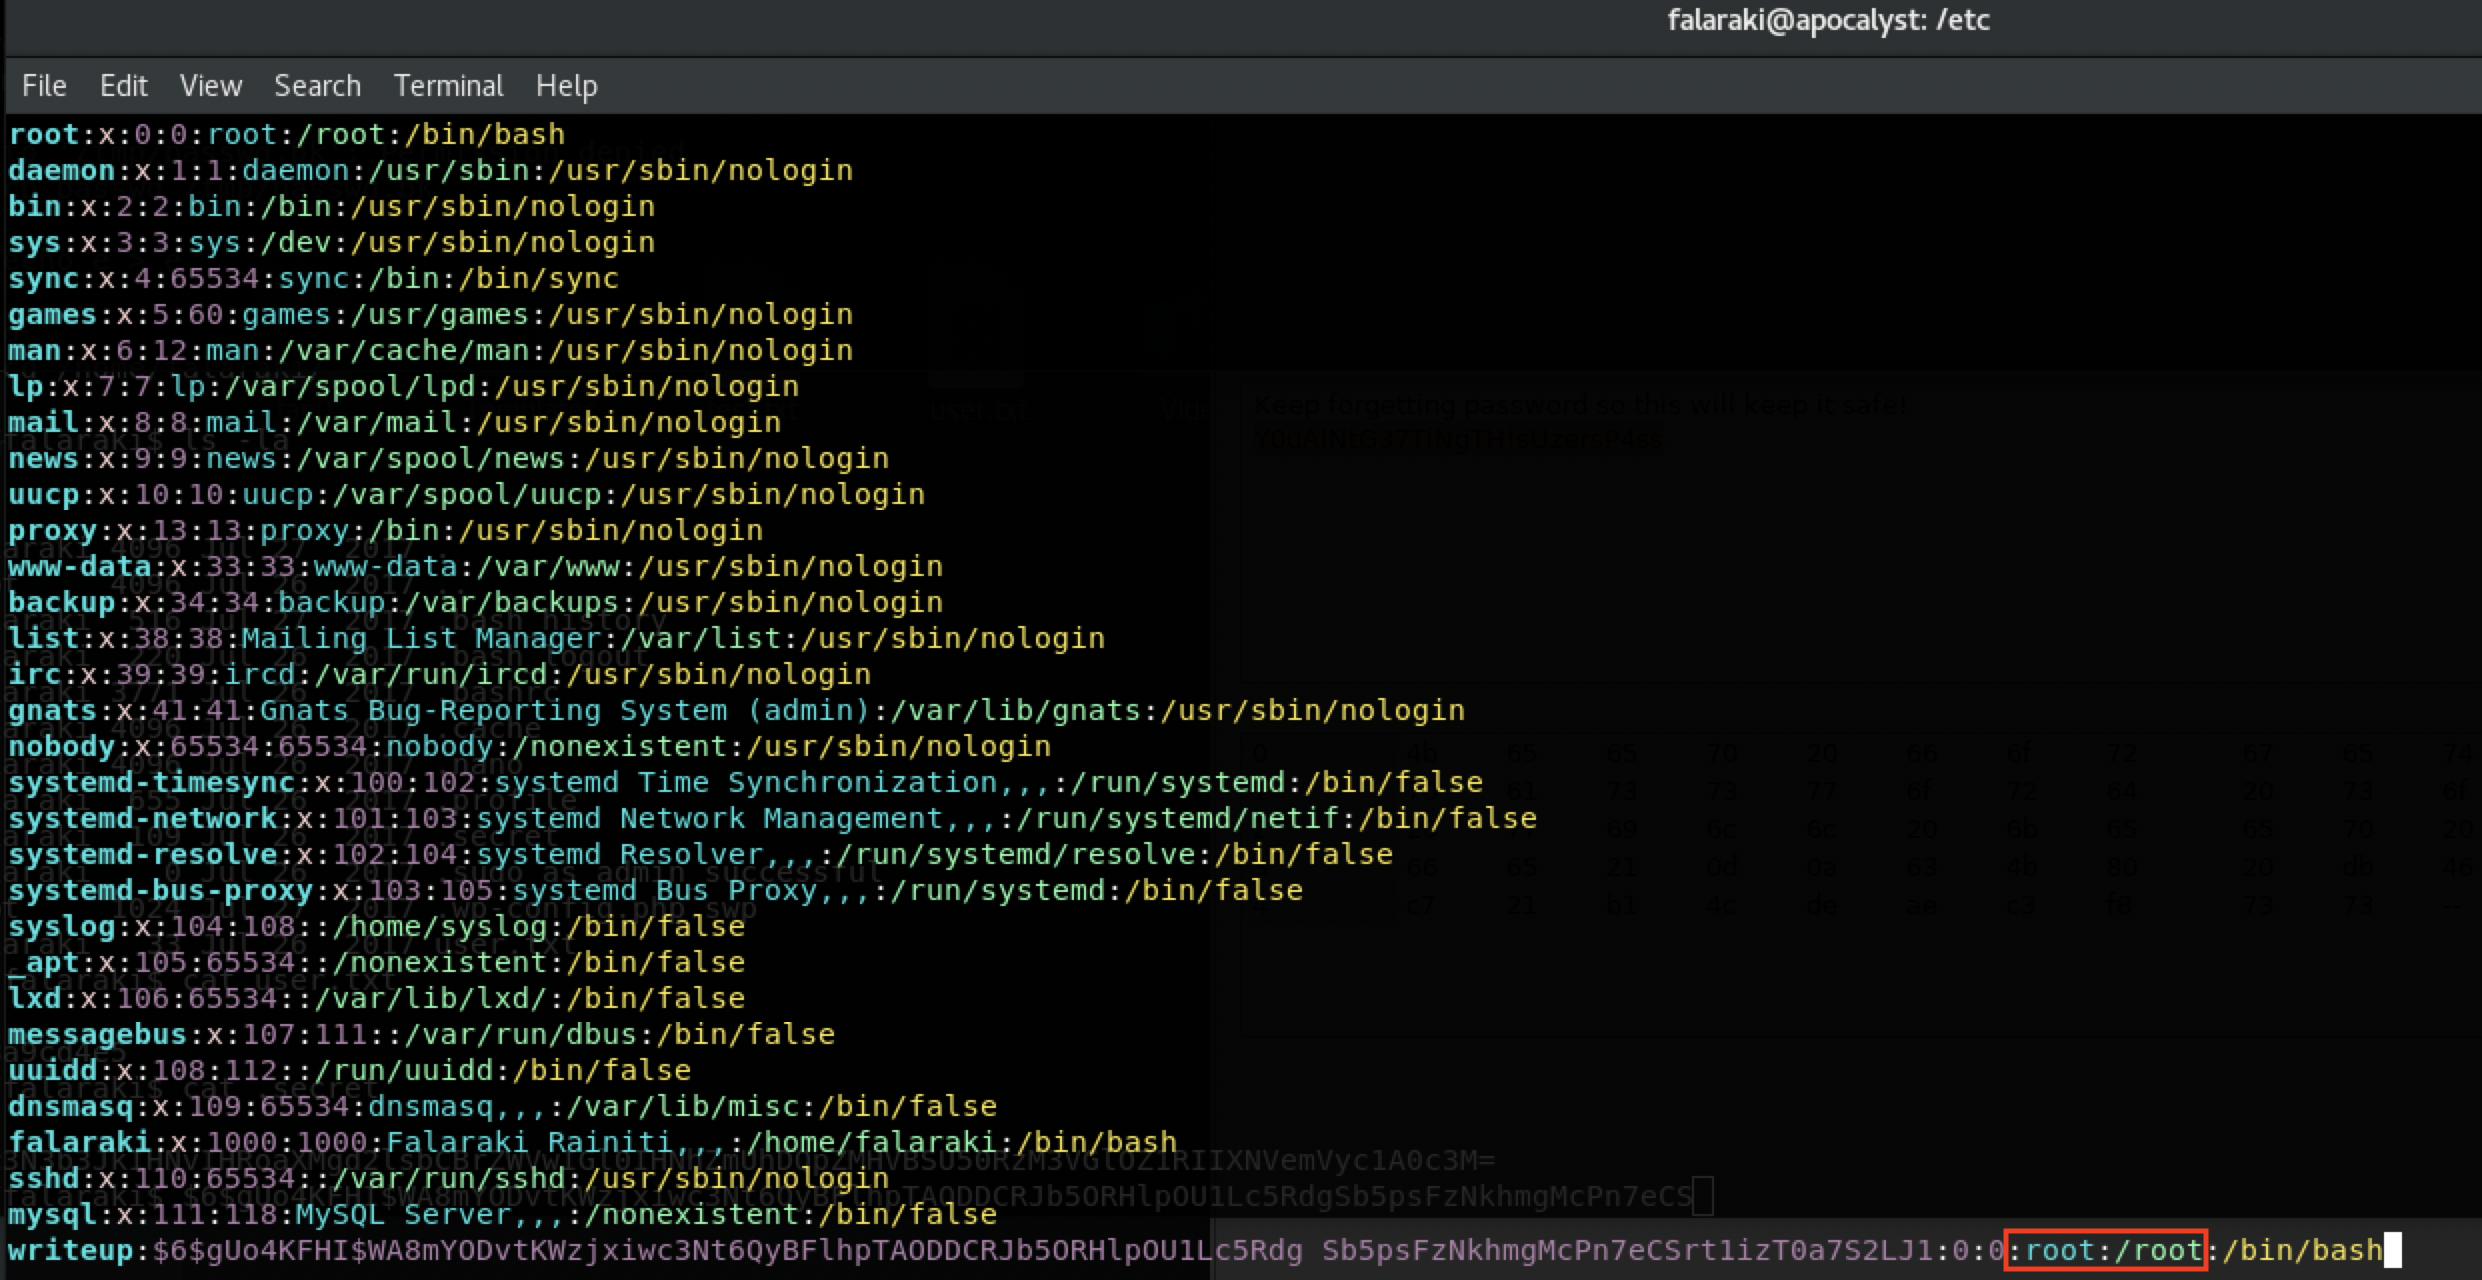 falaraki@apocalyst: /etc
File Edit View Search Terminal Help
root:x:0:0:root:/root:/bin/bash
daemon:x:1:1:daemon:/usr/sbin:/usr/sbin/nologin
bin:x:2:2:bin:/bin:/usr/sbin/nologin
sys:x:3:3:sys:/dev:/usr/sbin/nologin
sync:x:4:65534:sync:/bin:/bin/sync
games:x:5:60:games:/usr/games:/usr/sbin/nologin
man:x:6:12:man:/var/cache/man:/usr/sbin/nologin
lp:x:7:7:lp:/var/spool/lpd:/usr/sbin/nologin
mail:x:8:8:mail:/var/mail:/usr/sbin/nologin
news:x:9:9:news:/var/spool/news:/usr/sbin/nologin
uucp:x:10:10:uucp:/var/spool/uucp:/usr/sbin/nologin
proxy:x:13:13:proxy:/bin:/usr/sbin/nologin
www-data:x:33:33:www-data:/var/www:/usr/sbin/nologin
backup:x:34:34:backup:/var/backups:/usr/sbin/nologin
list:x:38:38:Mailing List Manager:/var/list:/usr/sbin/nologin
irc:x:39:39:ircd:/var/run/ircd:/usr/sbin/nologin
gnats:x:41:41:Gnats Bug-Reporting System (admin):/var/lib/gnats:/usr/sbin/nologin
nobody:x:65534:65534:nobody:/nonexistent:/usr/sbin/nologin
systemd-timesync:x:100:102:systemd Time Synchronization,,,:/run/systemd:/bin/false
systemd-network:x:101:103:systemd Network Management,,,:/run/systemd/netif:/bin/false
systemd-resolve:x:102:104:systemd Resolver,,,:/run/systemd/resolve:/bin/false
systemd-bus-proxy:x:103:105:systemd Bus Proxy,,,:/run/systemd:/bin/false
syslog:x:104:108::/home/syslog:/bin/false
_apt:x:105:65534::/nonexistent:/bin/false
lxd:x:106:65534::/var/lib/lxd/:/bin/false
messagebus:x:107:111::/var/run/dbus:/bin/false
uuidd:x:108:112::/run/uuidd:/bin/false
dnsmasq:x:109:65534:dnsmasq,,,:/var/lib/misc:/bin/false
falaraki:x:1000:1000:Falaraki Rainiti,,,:/home/falaraki:/bin/bash
sshd:x:110:65534::/var/run/sshd:/usr/sbin/nologin
mysql:x:111:118:MySQL Server,,,:/nonexistent:/bin/false
writeup:$6$gUo4KFHI$WA8mYODvtKWzjxiwc3Nt6QyBFlhpTAODDCRJb5ORHlpOU1Lc5Rdg Sb5psFzNkhmgMcPn7eCSrt1izT0a7S2LJ1:0:0:root:/root:/bin/bash